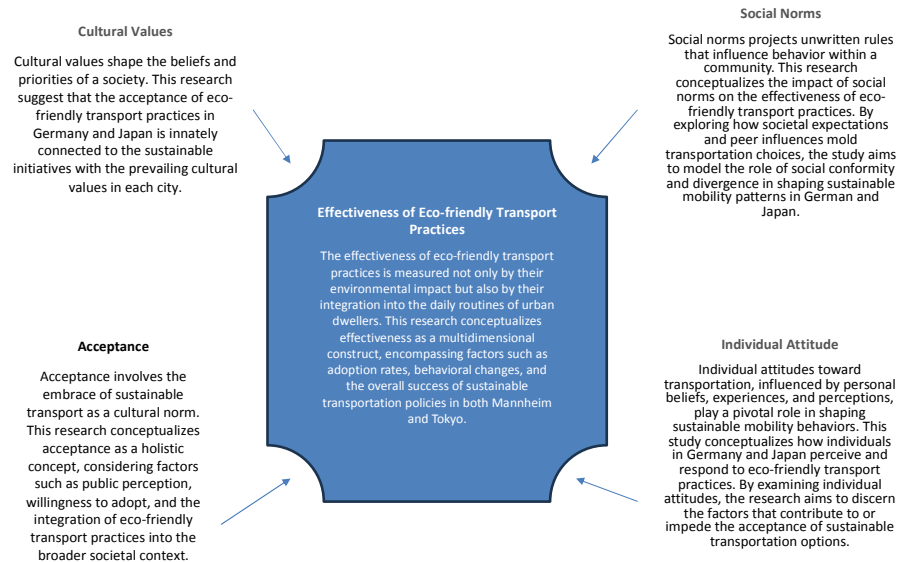 Cultural Values
Cultural values shape the beliefs and
priorities of a society. This research
suggest that the acceptance of eco-
friendly transport practices in
Germany and Japan is innately
connected to the sustainable
initiatives with the prevailing cultural
values in each city.
Social Norms
Social norms projects unwritten rules
that influence behavior within a
community. This research
conceptualizes the impact of social
norms on the effectiveness of eco-
friendly transport practices. By
exploring how societal expectations
and peer influences mold
transportation choices, the study aims
to model the role of social conformity
and divergence in shaping sustainable
mobility patterns in German and
Japan.
Effectiveness of Eco-friendly Transport
Practices
The effectiveness of eco-friendly transport
practices is measured not only by their
environmental impact but also by their
integration into the daily routines of urban
dwellers. This research conceptualizes
effectiveness as a multidimensional
construct, encompassing factors such as
adoption rates, behavioral changes, and
the overall success of sustainable
transportation policies in both Mannheim
and Tokyo.
Acceptance
Acceptance involves the
embrace of sustainable
transport as a cultural norm.
This research conceptualizes
acceptance as a holistic
concept, considering factors
such as public perception,
willingness to adopt, and the
integration of eco-friendly
transport practices into the
broader societal context.
Individual Attitude
Individual attitudes toward
transportation, influenced by personal
beliefs, experiences, and perceptions,
play a pivotal role in shaping
sustainable mobility behaviors. This
study conceptualizes how individuals
in Germany and Japan perceive and
respond to eco-friendly transport
practices. By examining individual
attitudes, the research aims to discern
the factors that contribute to or
impede the acceptance of sustainable
transportation options.